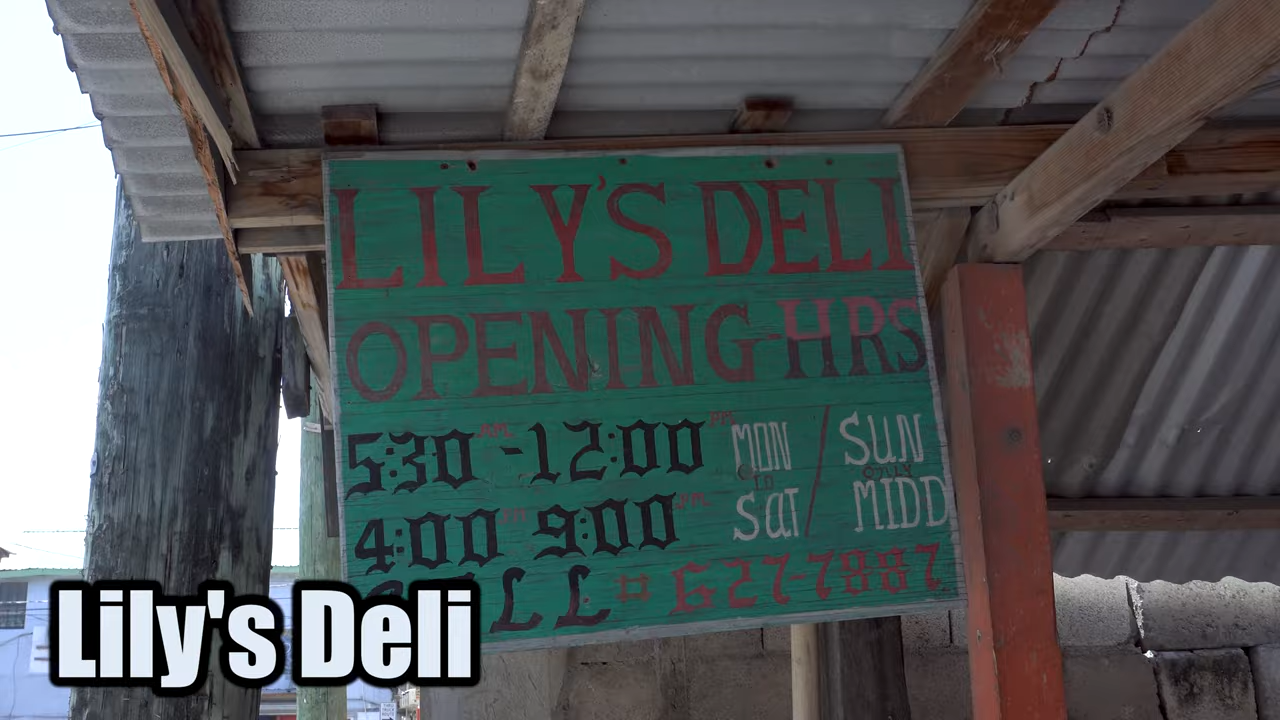 LILY'S DELI
OPENING-HRS
5:30 AM -12:00 PM MON TO SAT / SUN ONLY MIDD
4:00 PM 9:00 PM
CALL 627-7887
Lily's Deli